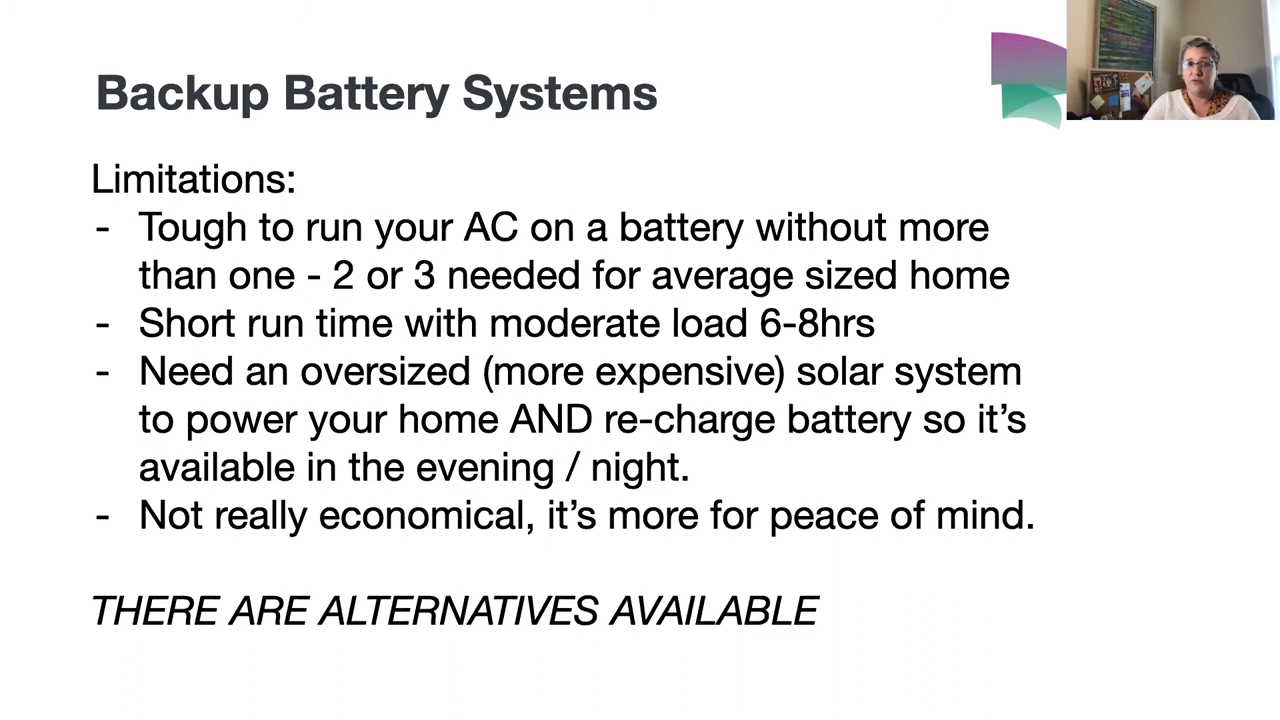 Backup Battery Systems
Limitations:
- Tough to run your AC on a battery without more
than one - 2 or 3 needed for average sized home
- Short run time with moderate load 6-8hrs
- Need an oversized (more expensive) solar system
to power your home AND re-charge battery so it’s
available in the evening / night.
- Not really economical, it’s more for peace of mind.
THERE ARE ALTERNATIVES AVAILABLE